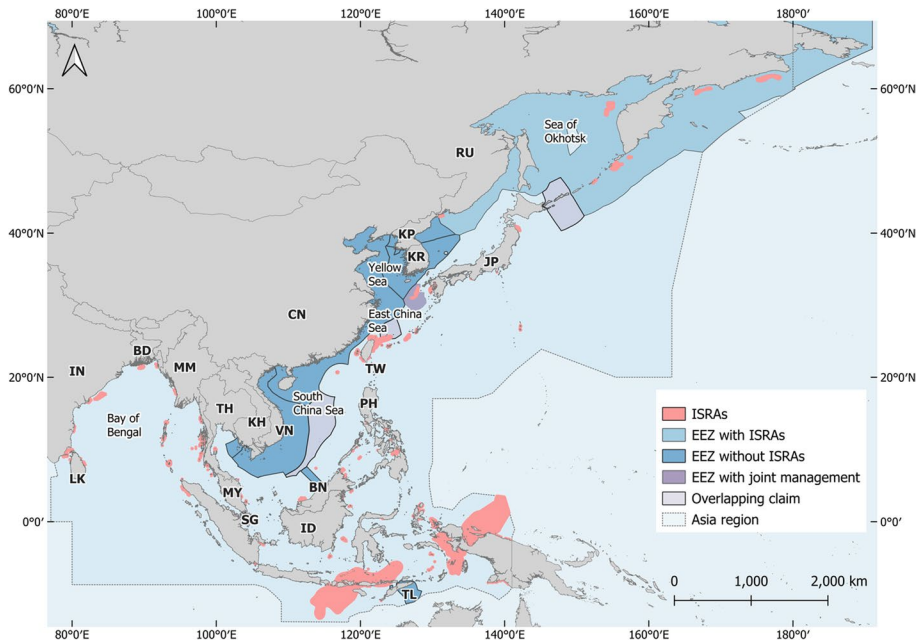 80°0'E 100°0'E 120°0'E 140°0'E 160°0'E 180°0'
60°0'N 60°0'N
Sea of
Okhotsk
RU
40°0'N 40°0'N
KP
KR
JP
Yellow
Sea
CN
East China
Sea
BD
IN
MM
TW
20°0'N 20°0'N
South
China Sea
Bay of
Bengal
TH
PH
KH
VN
LK
BN
MY
SG
ID
0°0' 0°0'
TL
ISRAs
EEZ with ISRAs
EEZ without ISRAs
EEZ with joint management
Overlapping claim
Asia region
0 1,000 2,000 km
80°0'E 100°0'E 120°0'E 140°0'E 160°0'E 180°0'